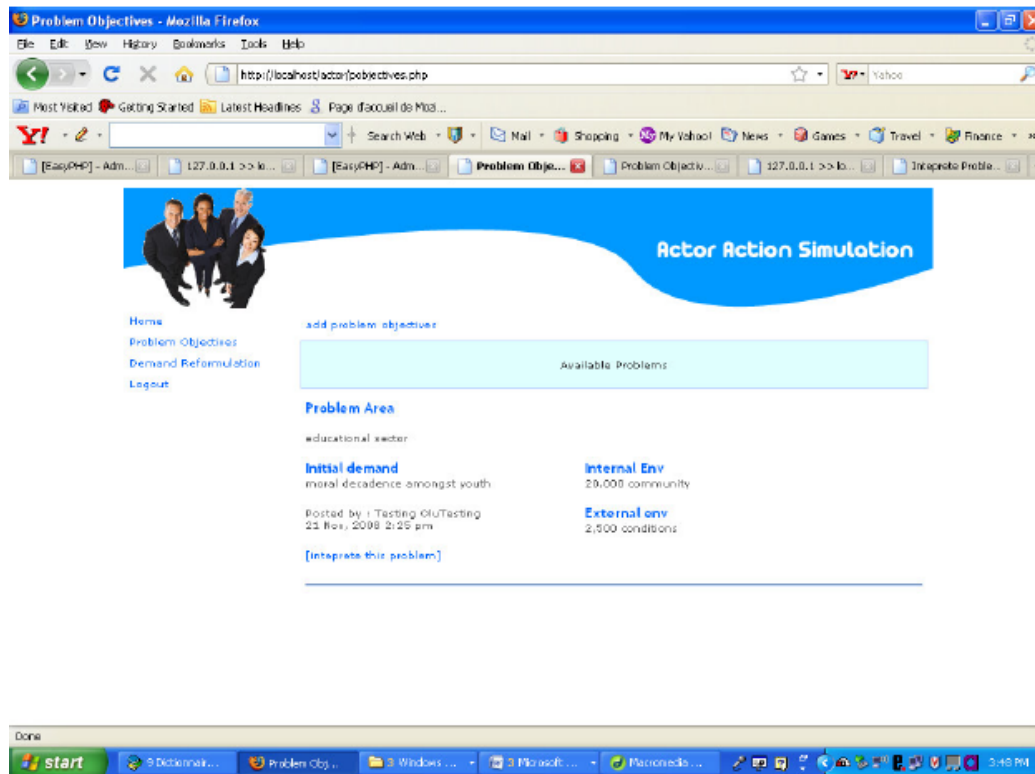 Problem Objectives - Mozilla Firefox
File Edit View History Bookmarks Tools Help
http://localhost/actor/pobjectives.php
Yahoo
Most Visited Getting Started Latest Headlines Page d'accueil de Mozi...
Y! Search Web Mail Shopping My Yahoo! News Games Travel Finance
[EasyPHP] - Adm... 127.0.0.1 >> lo... [EasyPHP] - Adm... Problem Obje... Problem Objectiv... 127.0.0.1 >> lo... Inteprete Proble...
Actor Action Simulation
Home
Problem Objectives
Demand Reformulation
Logout
add problem objectives
Available Problems
Problem Area
educational sector
Initial demand
moral decadence amongst youth
Internal Env
20,000 community
Posted by : Testing OluTesting
21 Nov, 2008 2:25 pm
External env
2,500 conditions
[inteprete this problem]
Done
start 9 Dictionnair... Problem Obj... 3 Windows ... 3 Microsoft ... Macromedia ... 3:48 PM